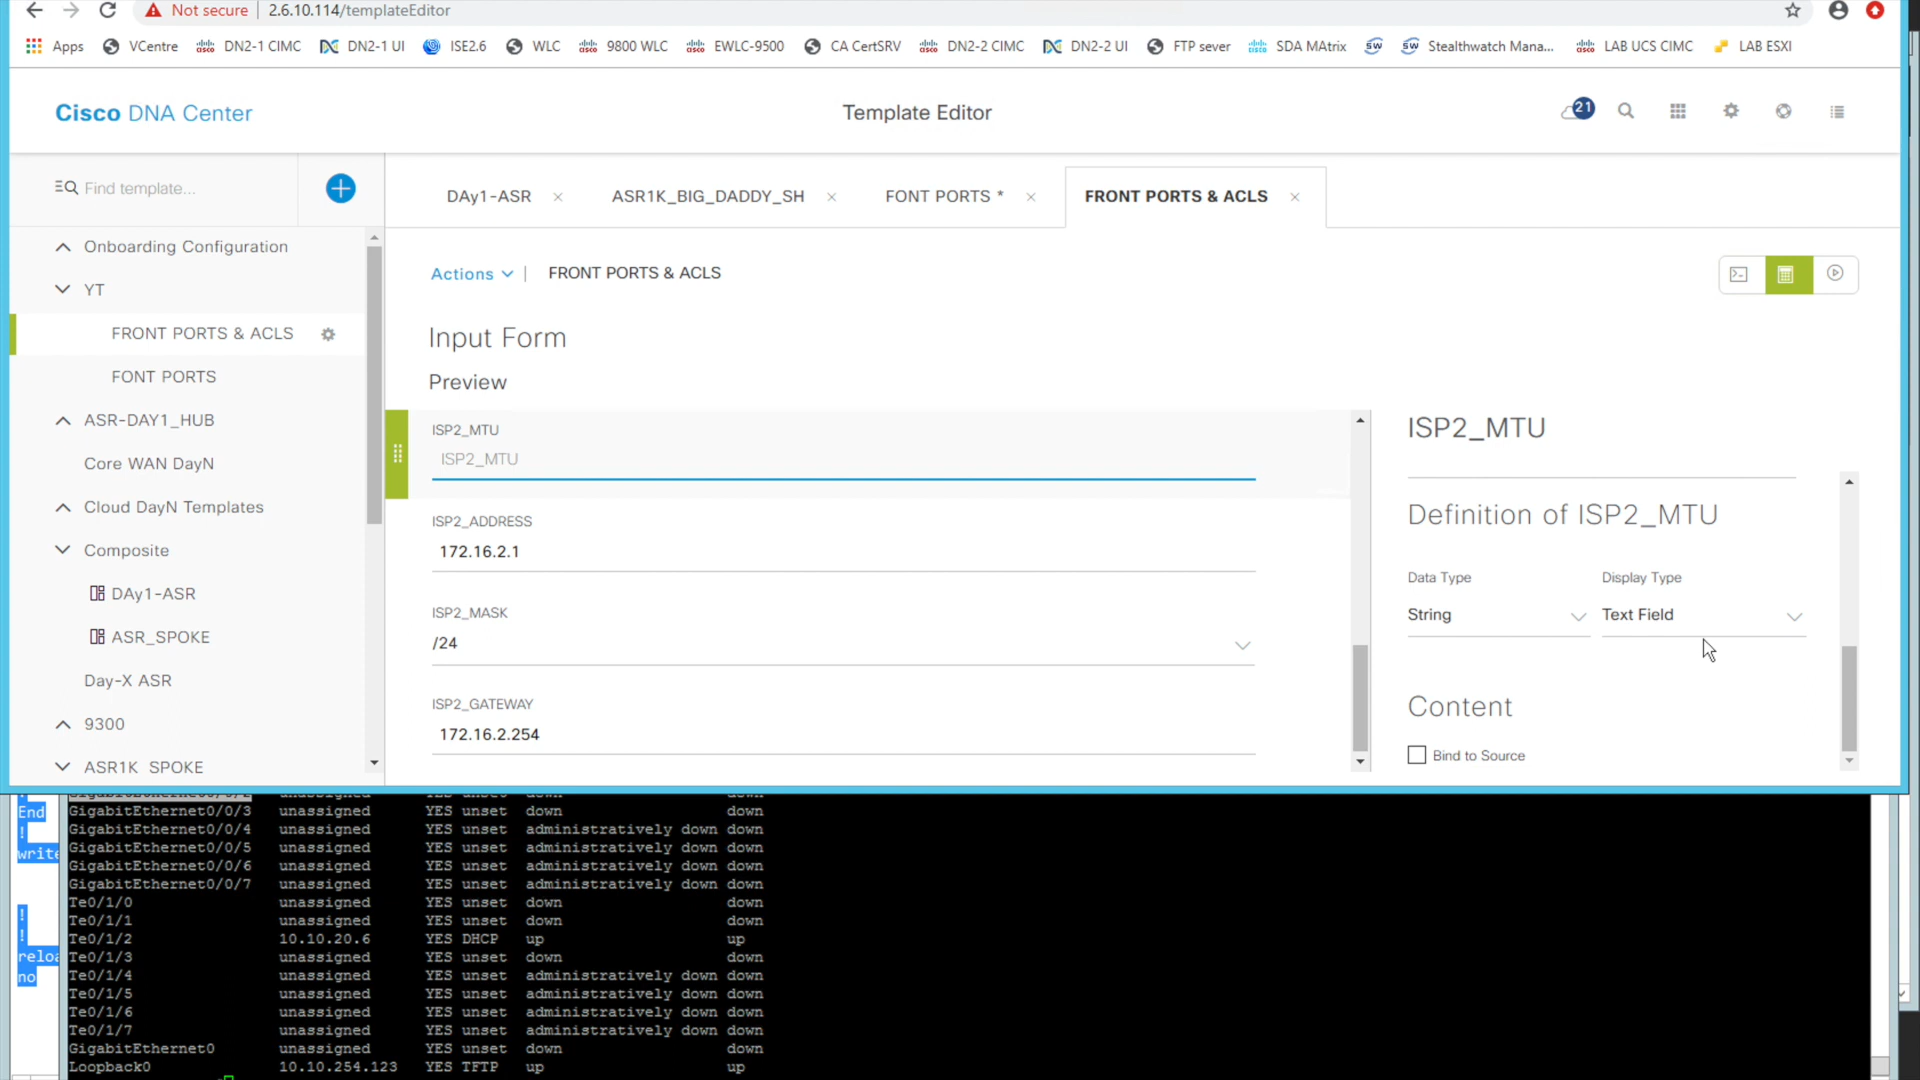 Not secure 2.6.10.114/templateEditor
Apps VCentre DN2-1 CIMC DN2-1 UI ISE2.6 WLC 9800 WLC EWLC-9500 CA CertSRV DN2-2 CIMC DN2-2 UI FTP sever SDA MAtrix Stealthwatch Mana... LAB UCS CIMC LAB ESXI
Cisco DNA Center
Template Editor
21
Find template...
DAy1-ASR
ASR1K_BIG_DADDY_SH
FONT PORTS *
FRONT PORTS & ACLS
Onboarding Configuration
YT
FRONT PORTS & ACLS
FONT PORTS
ASR-DAY1_HUB
Core WAN DayN
Cloud DayN Templates
Composite
DAy1-ASR
ASR_SPOKE
Day-X ASR
9300
ASR1K SPOKE
Actions | FRONT PORTS & ACLS
Input Form
Preview
ISP2_MTU
ISP2_MTU
ISP2_ADDRESS
172.16.2.1
ISP2_MASK
/24
ISP2_GATEWAY
172.16.2.254
ISP2_MTU
Definition of ISP2_MTU
Data Type Display Type
String Text Field
Content
Bind to Source
End
!
write
!
!
reloa
no
GigabitEthernet0/0/3 unassigned YES unset down down
GigabitEthernet0/0/4 unassigned YES unset administratively down down
GigabitEthernet0/0/5 unassigned YES unset administratively down down
GigabitEthernet0/0/6 unassigned YES unset administratively down down
GigabitEthernet0/0/7 unassigned YES unset administratively down down
Te0/1/0 unassigned YES unset down down
Te0/1/1 unassigned YES unset down down
Te0/1/2 10.10.20.6 YES DHCP up up
Te0/1/3 unassigned YES unset down down
Te0/1/4 unassigned YES unset administratively down down
Te0/1/5 unassigned YES unset administratively down down
Te0/1/6 unassigned YES unset administratively down down
Te0/1/7 unassigned YES unset administratively down down
GigabitEthernet0 unassigned YES unset down down
Loopback0 10.10.254.123 YES TFTP up up